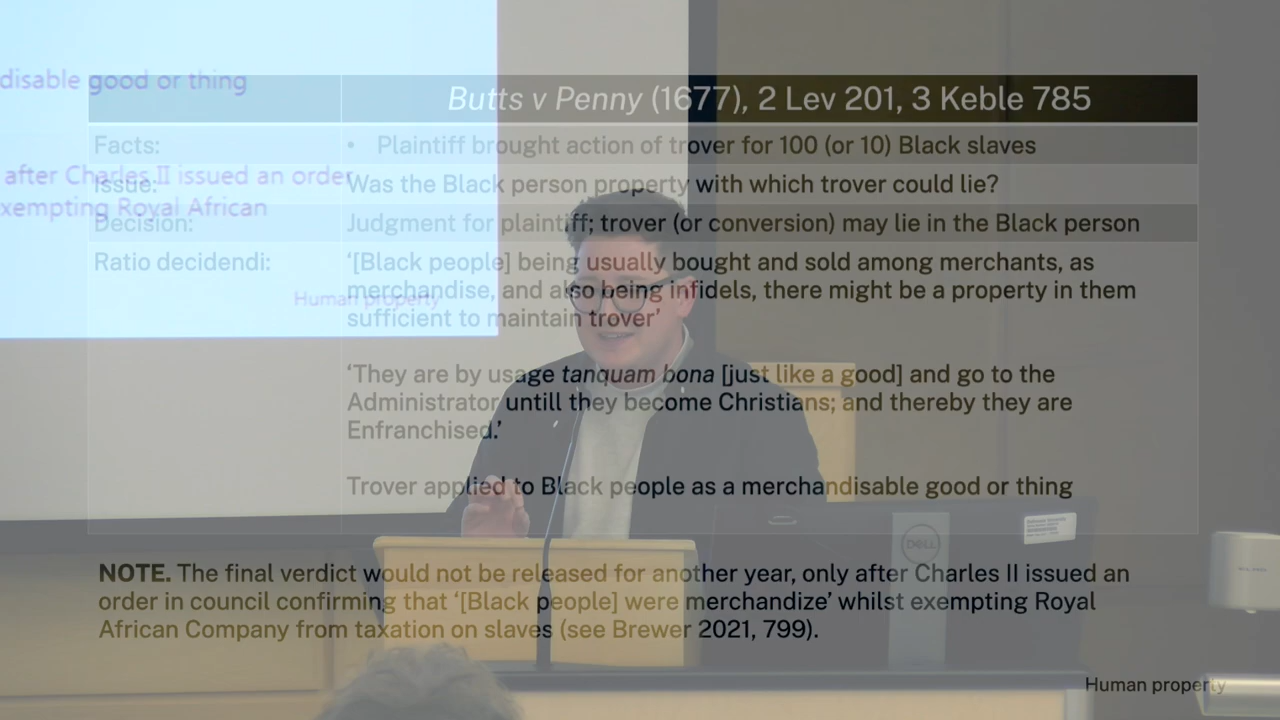 disable good or thing
after Charles II issued an order
xempting Royal African
Human property
Butts v Penny (1677), 2 Lev 201, 3 Keble 785
Facts:
• Plaintiff brought action of trover for 100 (or 10) Black slaves
Issue:
Was the Black person property with which trover could lie?
Decision:
Judgment for plaintiff; trover (or conversion) may lie in the Black person
Ratio decidendi:
‘[Black people] being usually bought and sold among merchants, as
merchandise, and also being infidels, there might be a property in them
sufficient to maintain trover’
‘They are by usage tanquam bona [just like a good] and go to the
Administrator untill they become Christians; and thereby they are
Enfranchised.’
Trover applied to Black people as a merchandisable good or thing
NOTE. The final verdict would not be released for another year, only after Charles II issued an
order in council confirming that ‘[Black people] were merchandize’ whilst exempting Royal
African Company from taxation on slaves (see Brewer 2021, 799).
Human property
DELL